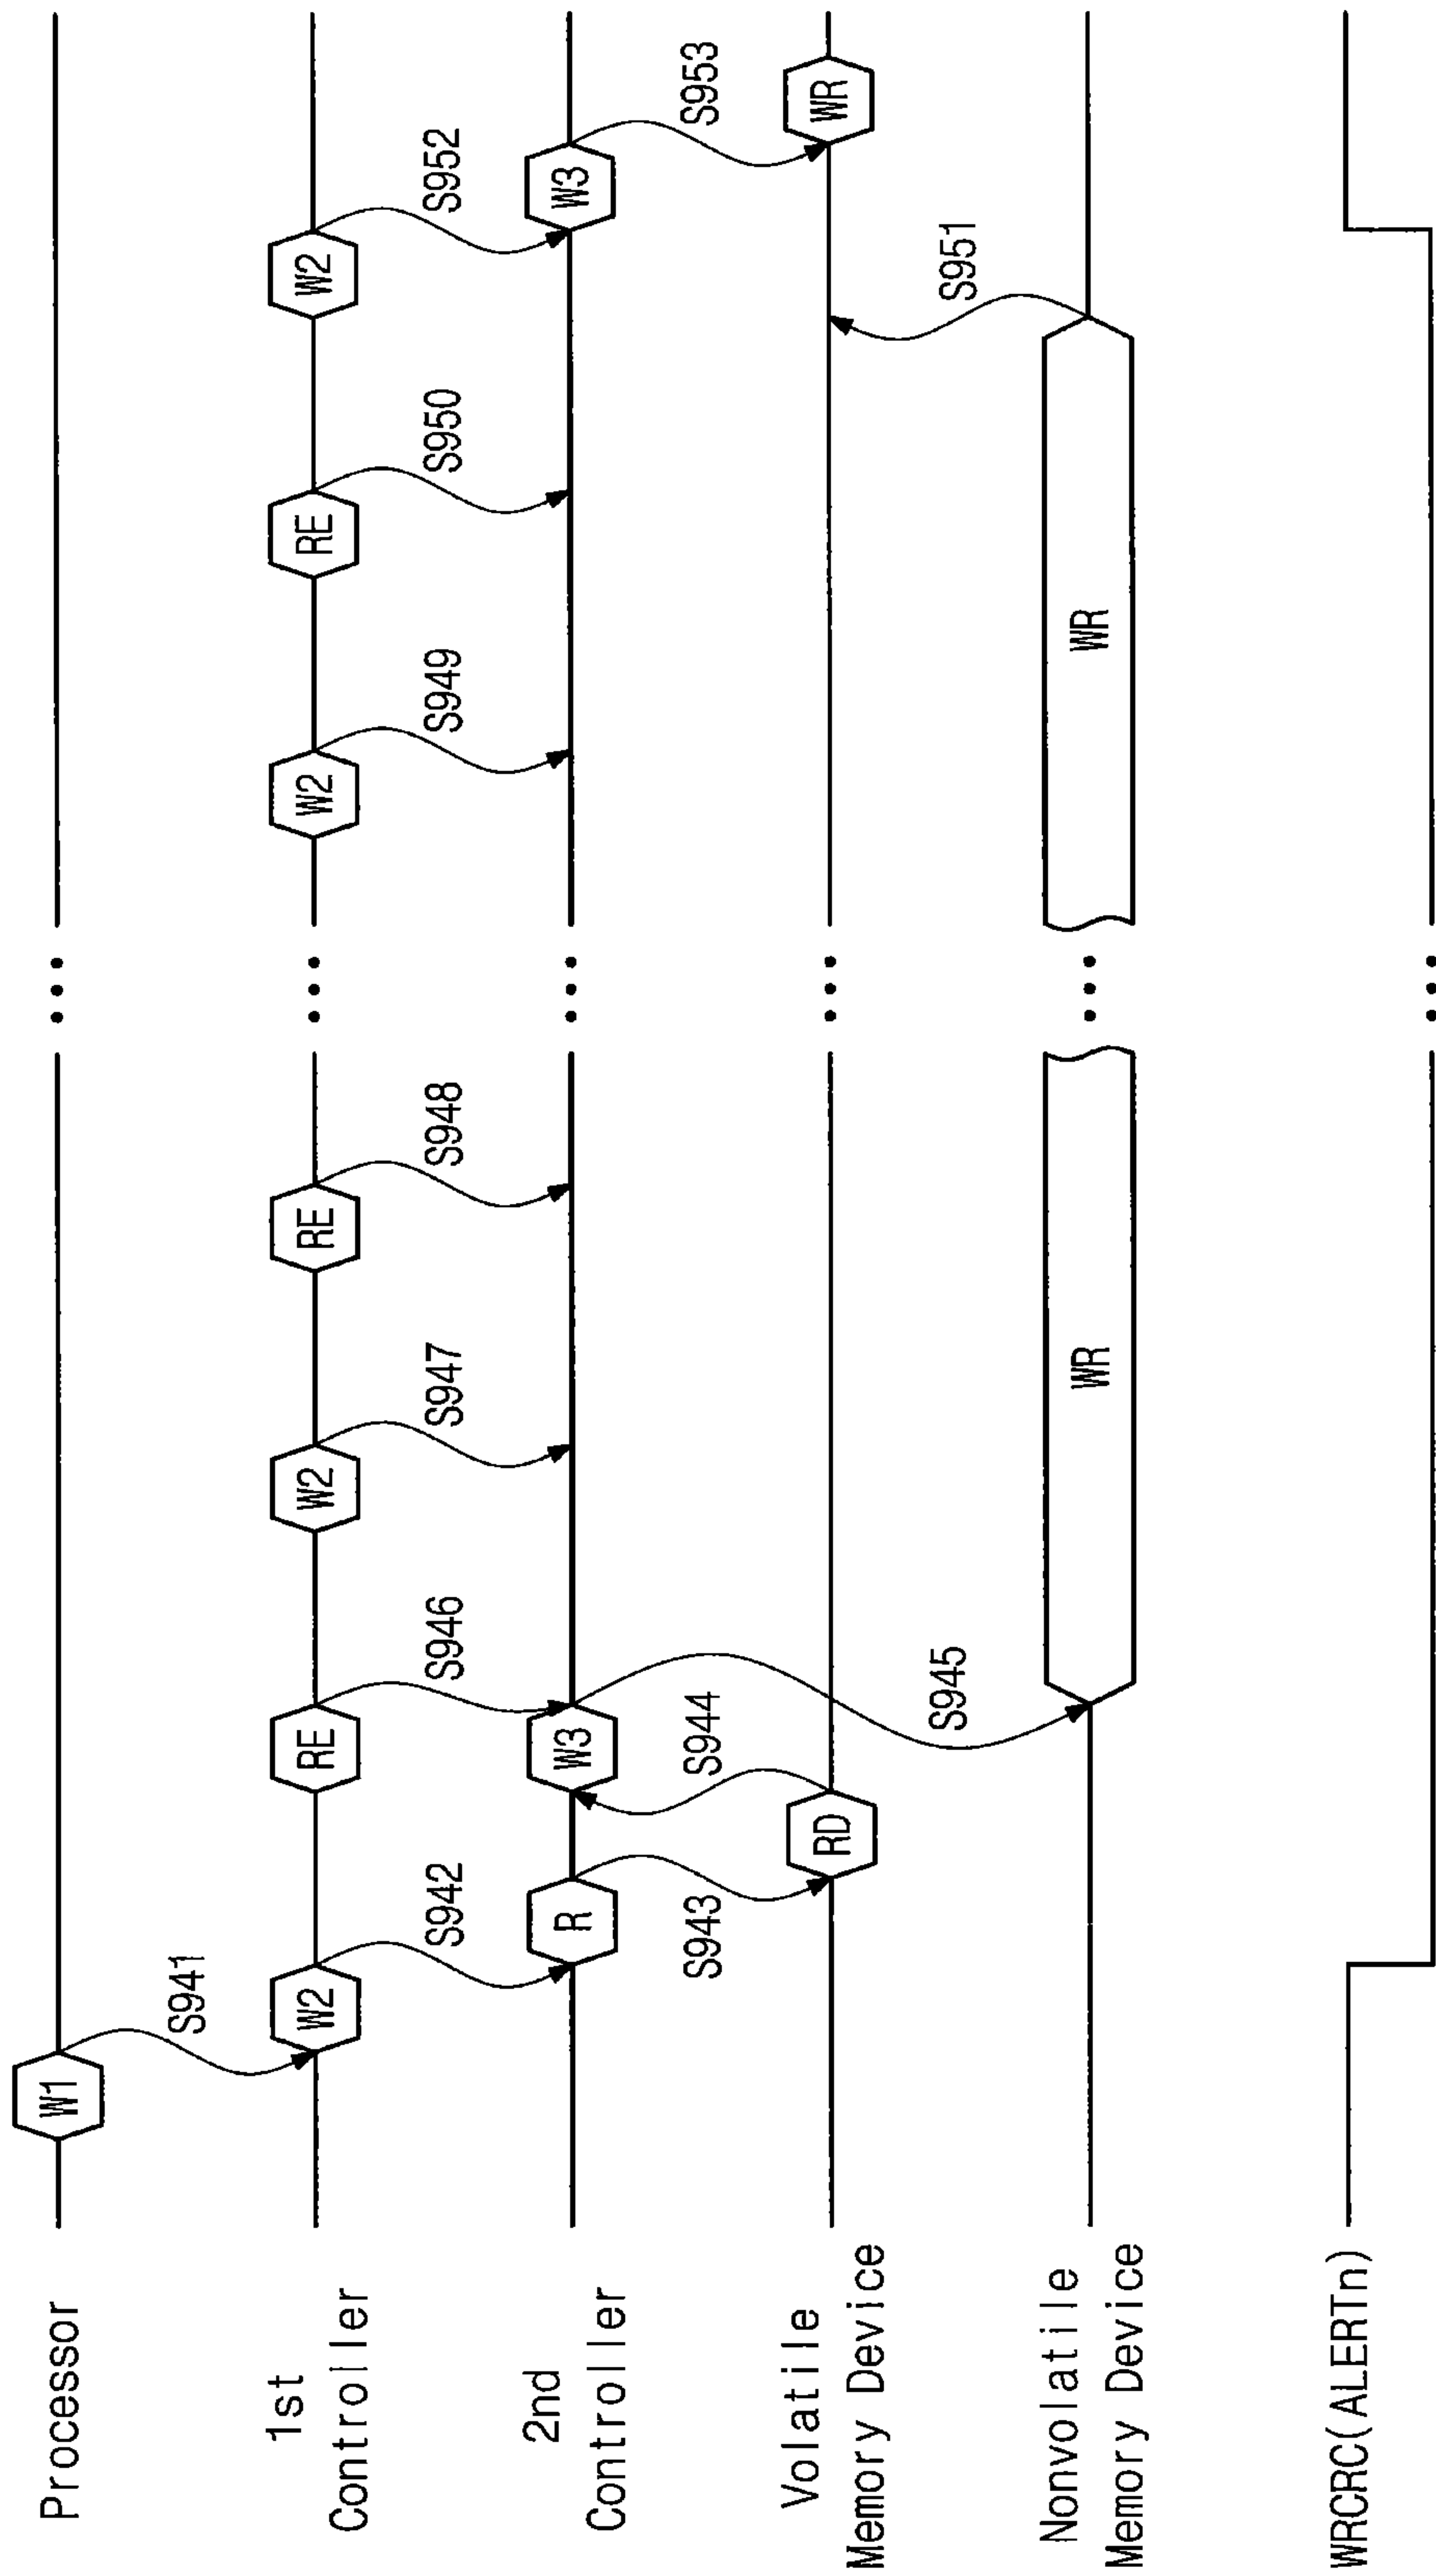 Processor
W1
S941
1st
Controller
W2
RE
W2
RE
W2
RE
W2
S942
S946
S947
S948
S949
S950
S952
2nd
Controller
R
W3
W3
S943
S944
S953
Volatile
Memory Device
RD
WR
S945
S951
Nonvolatile
Memory Device
WR
...
WR
WRCRC(ALERTn)